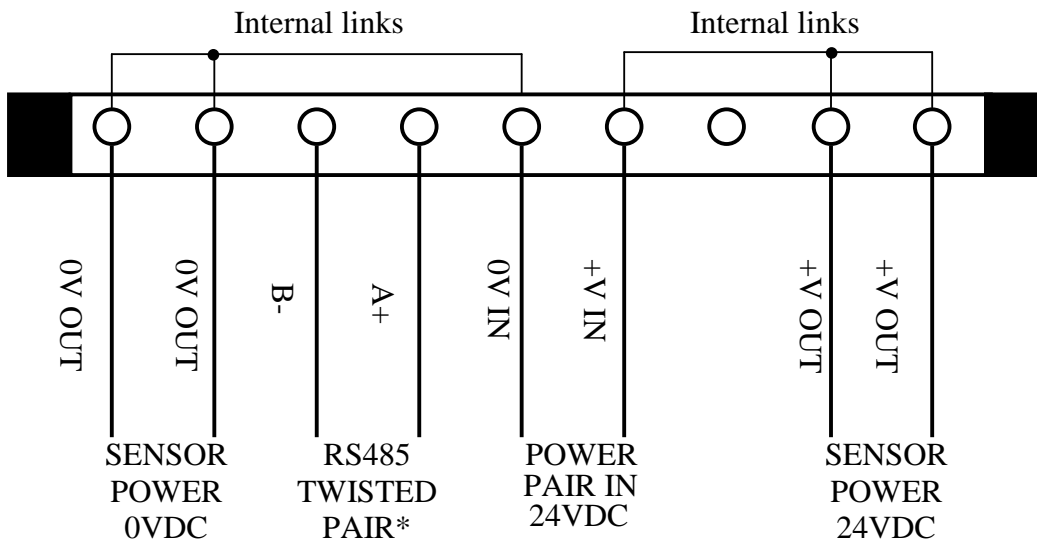 Internal links
Internal links
0V OUT
0V OUT
B-
A+
0V IN
+V IN
+V OUT
+V OUT
SENSOR
POWER
0VDC
RS485
TWISTED
PAIR*
POWER
PAIR IN
24VDC
SENSOR
POWER
24VDC